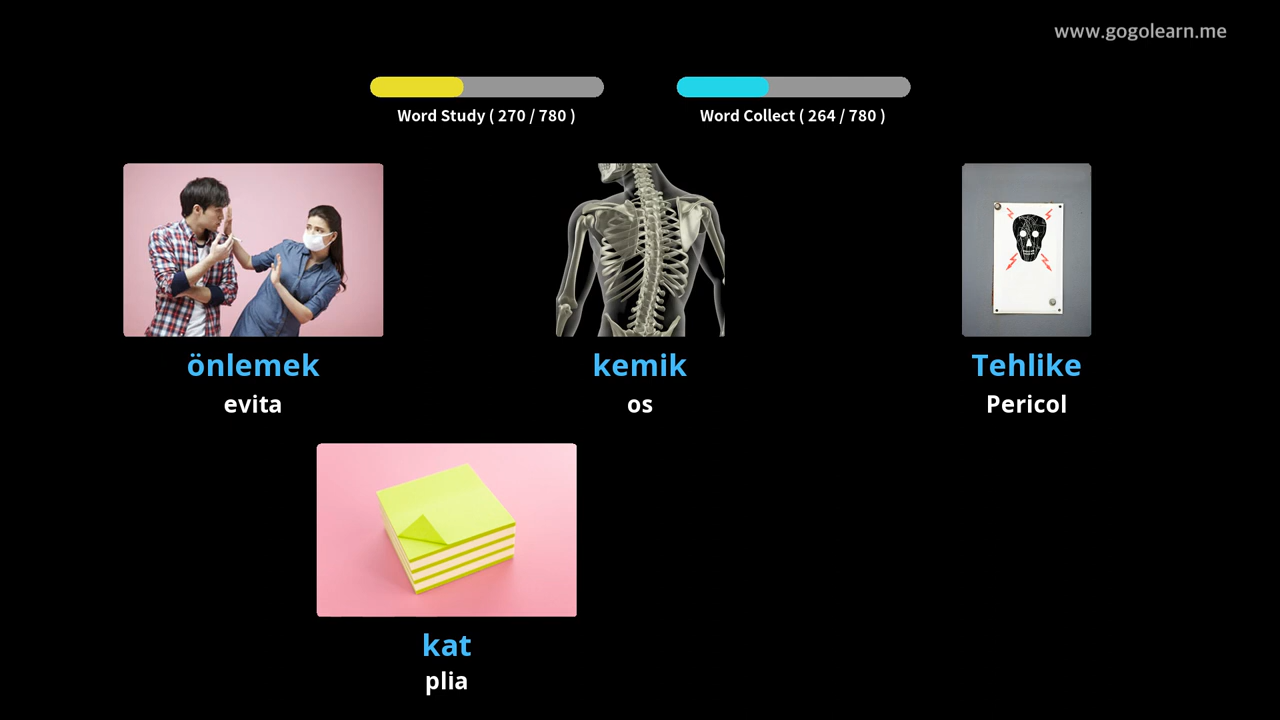 www.gogolearn.me
Word Study ( 270 / 780 )
Word Collect ( 264 / 780 )
önlemek
evita
kemik
os
Tehlike
Pericol
kat
plia